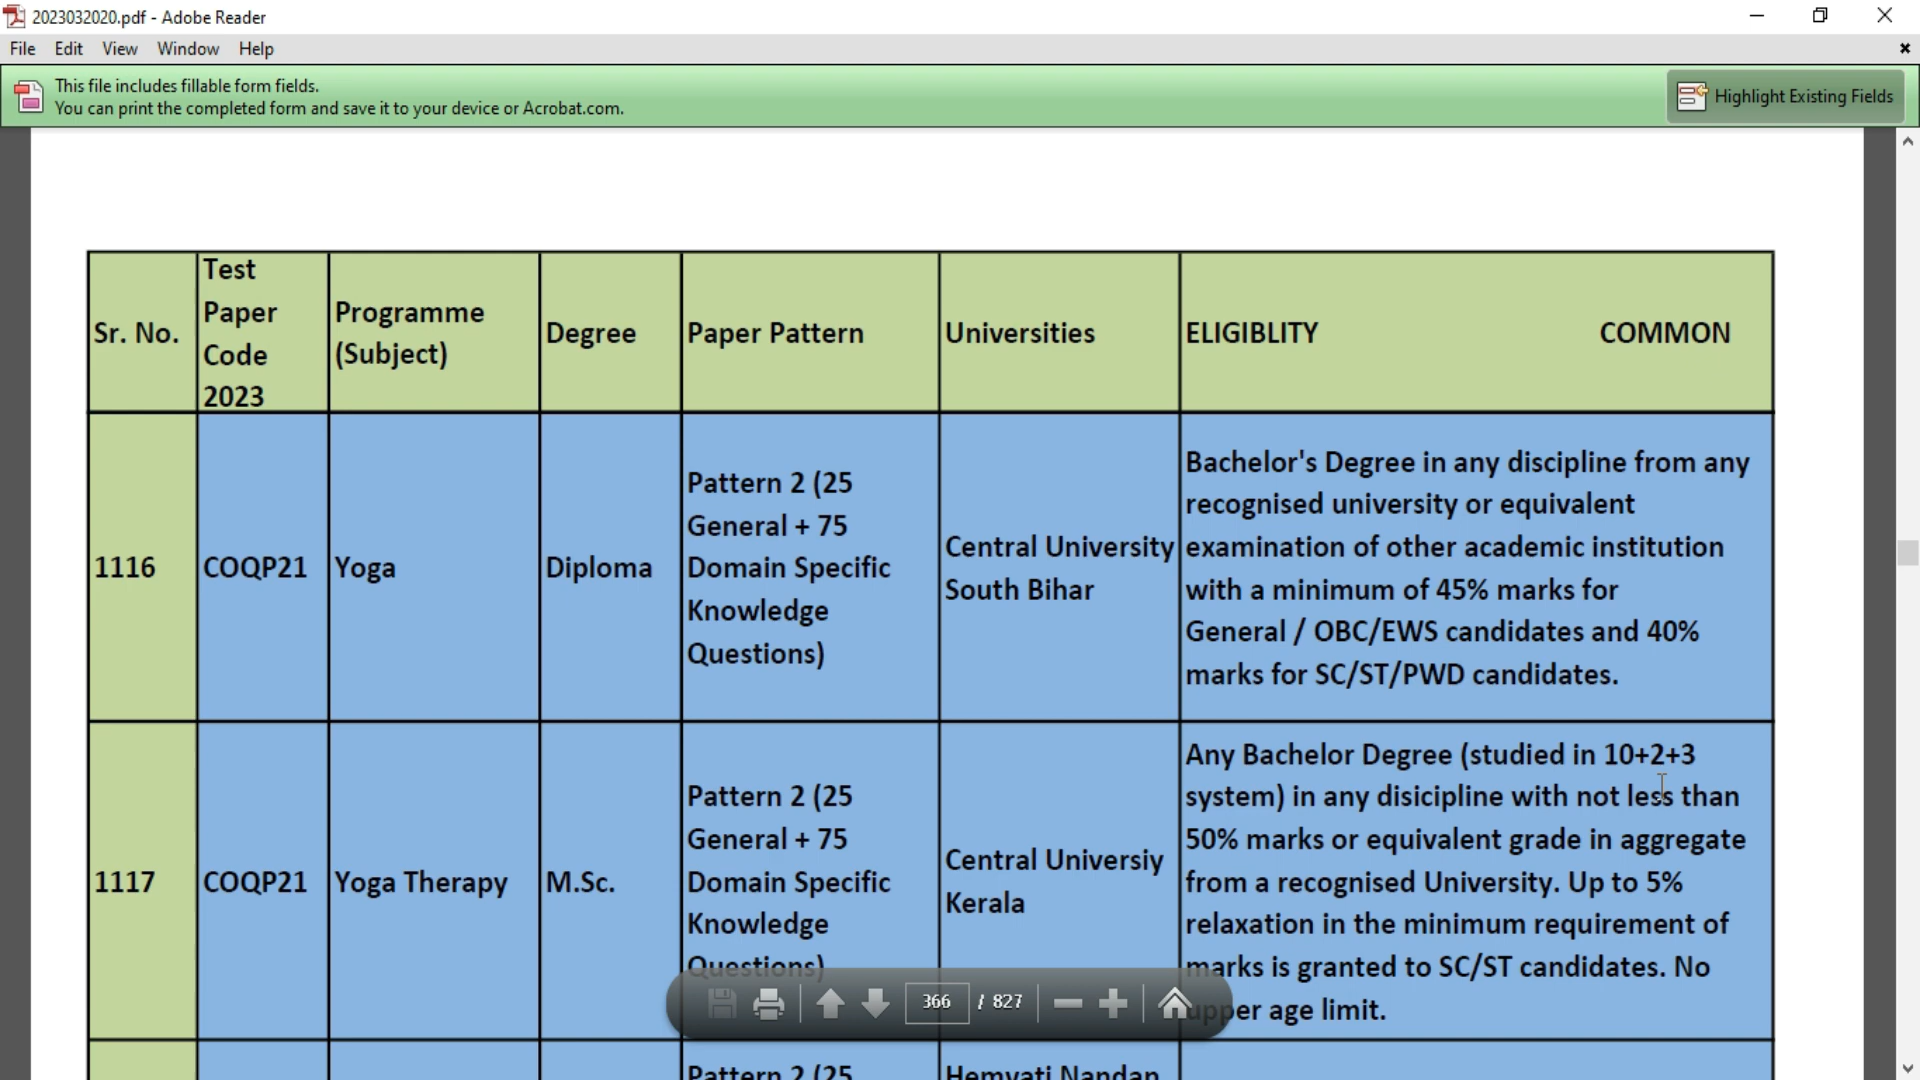 2023032020.pdf - Adobe Reader
File Edit View Window Help
This file includes fillable form fields.
You can print the completed form and save it to your device or Acrobat.com.
Highlight Existing Fields
Sr. No.
Test
Paper
Code
2023
Programme
(Subject)
Degree
Paper Pattern
Universities
ELIGIBLITY COMMON
1116
COQP21
Yoga
Diploma
Pattern 2 (25
General + 75
Domain Specific
Knowledge
Questions)
Central University
South Bihar
Bachelor's Degree in any discipline from any
recognised university or equivalent
examination of other academic institution
with a minimum of 45% marks for
General / OBC/EWS candidates and 40%
marks for SC/ST/PWD candidates.
1117
COQP21
Yoga Therapy
M.Sc.
Pattern 2 (25
General + 75
Domain Specific
Knowledge
Questions)
Central Universiy
Kerala
Any Bachelor Degree (studied in 10+2+3
system) in any disicipline with not less than
50% marks or equivalent grade in aggregate
from a recognised University. Up to 5%
relaxation in the minimum requirement of
marks is granted to SC/ST candidates. No
upper age limit.
366 / 827
Pattern 2 (25
Hemvati Nandan